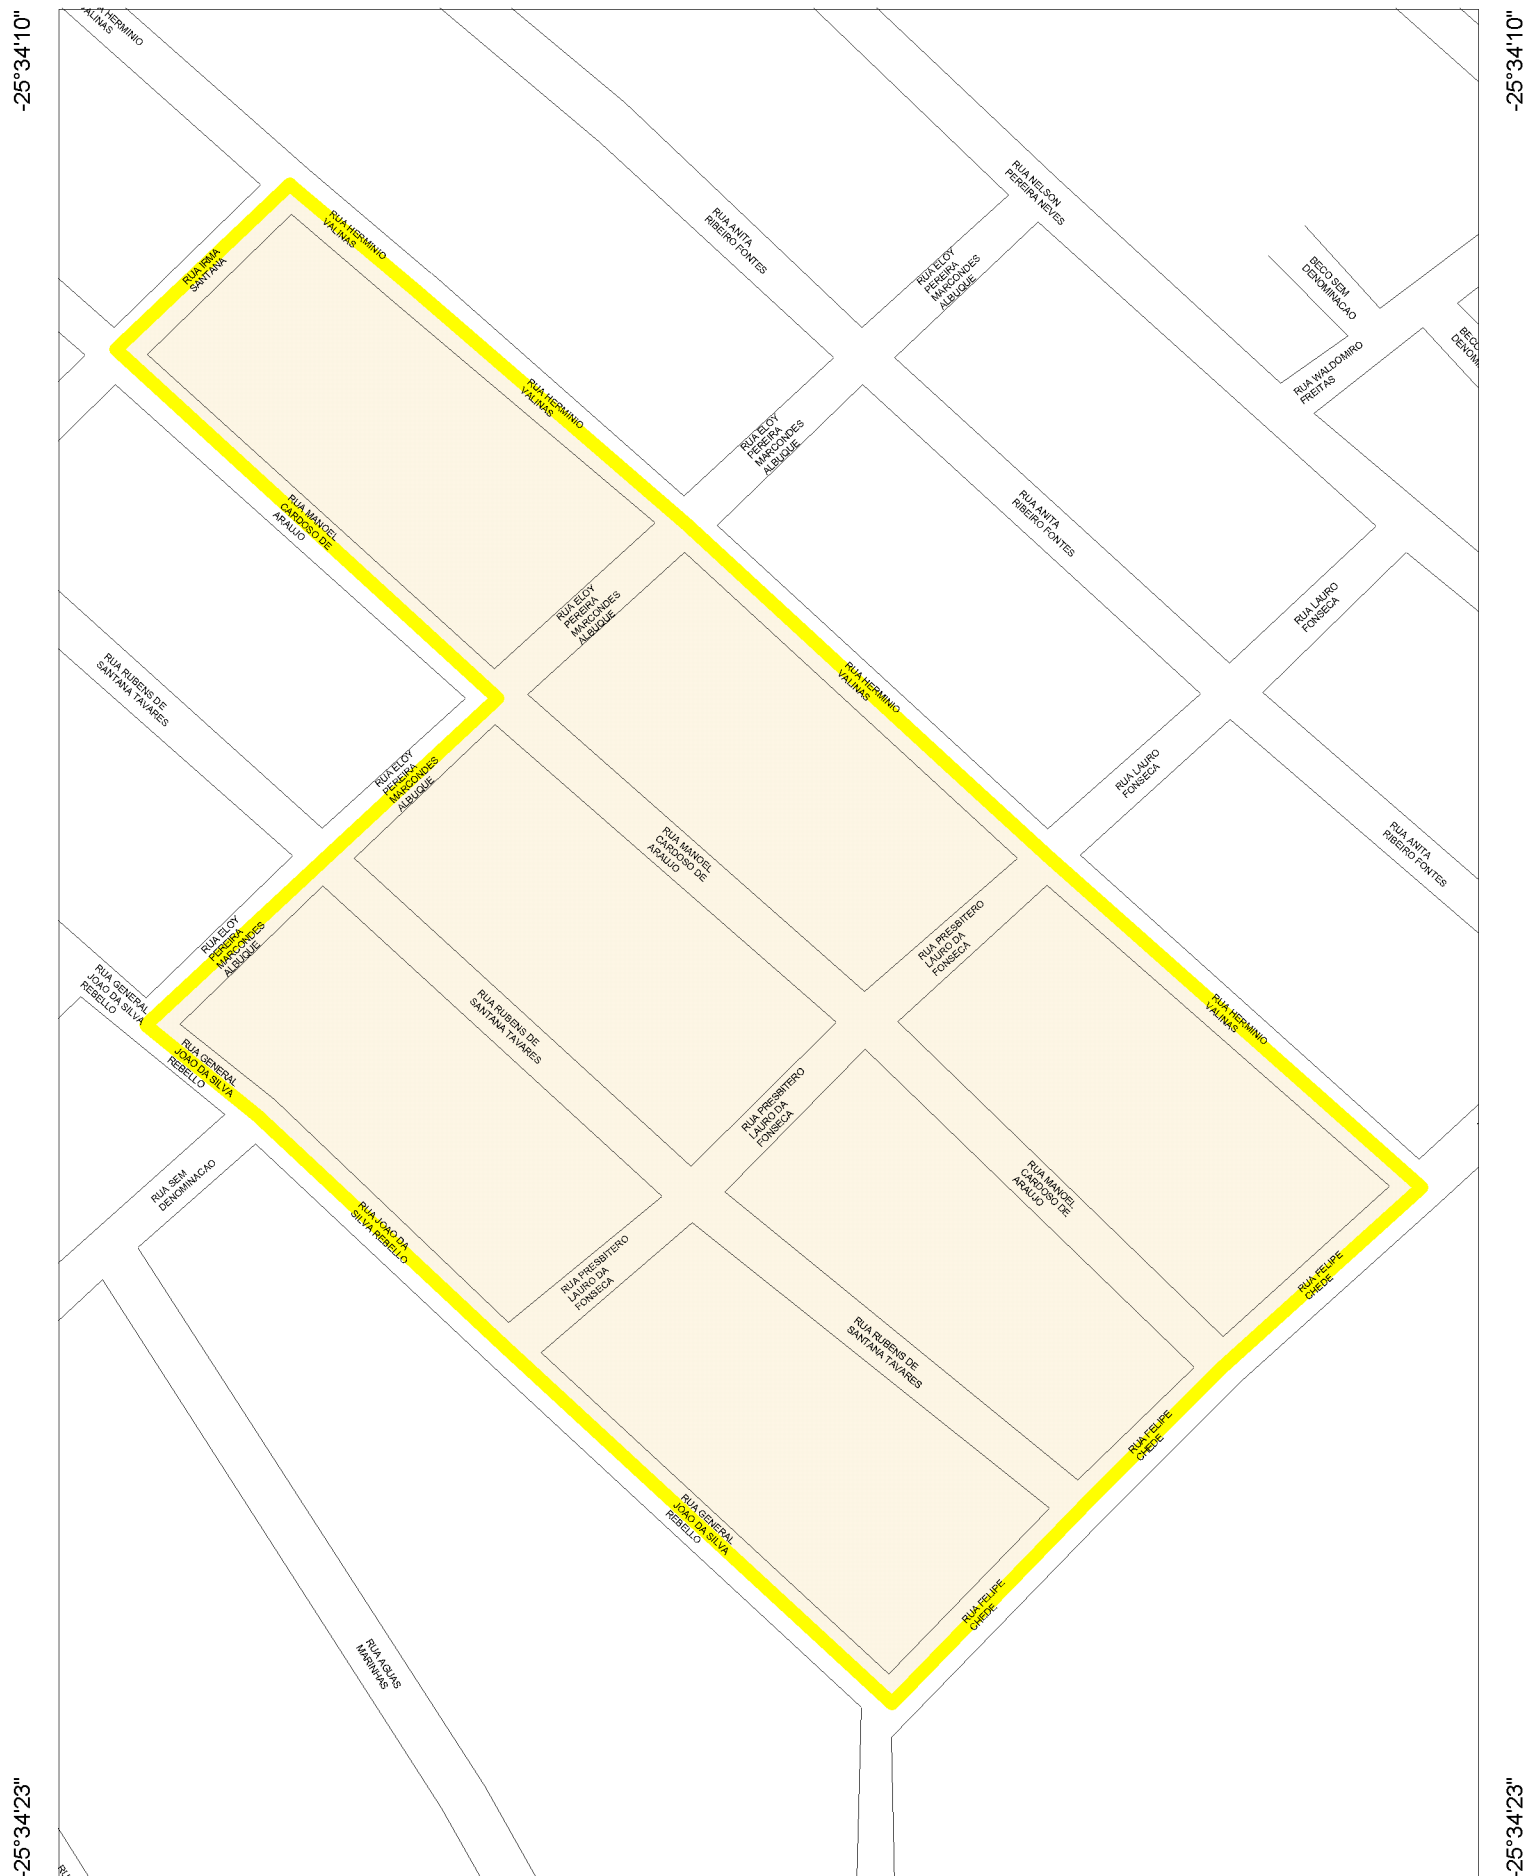 -25°34'10"
-25°34'10"
HERMINIO
RUA NELSON
PEREIRA NEVES
RUA ANITA
RIBEIRO FONTES
RUA HERMINIO
VALINAS
RUA IRMA
SANTANA
RUA ELOY
PEREIRA
MARCONDES
ALBUQUE
BECO SEM
DENOMINACAO
RUA WALDOMIRO
FREITAS
BECO
RUA HERMINIO
VALINAS
RUA ELOY
PEREIRA
MARCONDES
ALBUQUE
RUA MANOEL
CARDOSO DE
ARAUJO
RUA ANITA
RIBEIRO FONTES
RUA ELOY
PEREIRA
MARCONDES
ALBUQUE
RUA LAURO
FONSECA
RUA RUBENS DE
SANTANA TAVARES
RUA HERMINIO
VALINAS
RUA ELOY
PEREIRA
MARCONDES
ALBUQUE
RUA LAURO
FONSECA
RUA MANOEL
CARDOSO DE
ARAUJO
RUA ANITA
RIBEIRO FONTES
RUA ELOY
PEREIRA
MARCONDES
ALBUQUE
RUA PRESBITERO
LAURO DA
FONSECA
RUA GENERAL
JOAO DA SILVA
REBELLO
RUA RUBENS DE
SANTANA TAVARES
RUA HERMINIO
VALINAS
RUA GENERAL
JOAO DA SILVA
REBELLO
RUA PRESBITERO
LAURO DA
FONSECA
RUA SEM
DENOMINACAO
RUA MANOEL
CARDOSO DE
ARAUJO
RUA JOAO DA
SILVA REBELLO
RUA PRESBITERO
LAURO DA
FONSECA
RUA FELIPE
CHEDE
RUA RUBENS DE
SANTANA TAVARES
RUA FELIPE
CHEDE
RUA GENERAL
JOAO DA SILVA
REBELLO
RUA FELIPE
CHEDE
RUA AGUAS
MARINHAS
-25°34'23"
-25°34'23"